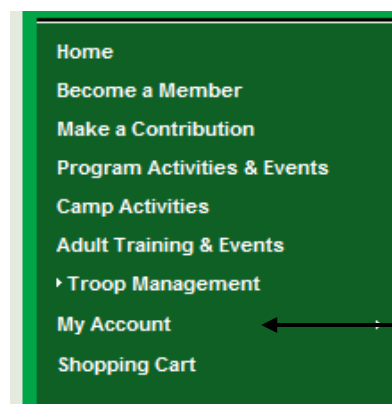 Home
Become a Member
Make a Contribution
Program Activities & Events
Camp Activities
Adult Training & Events
Troop Management
My Account
Shopping Cart